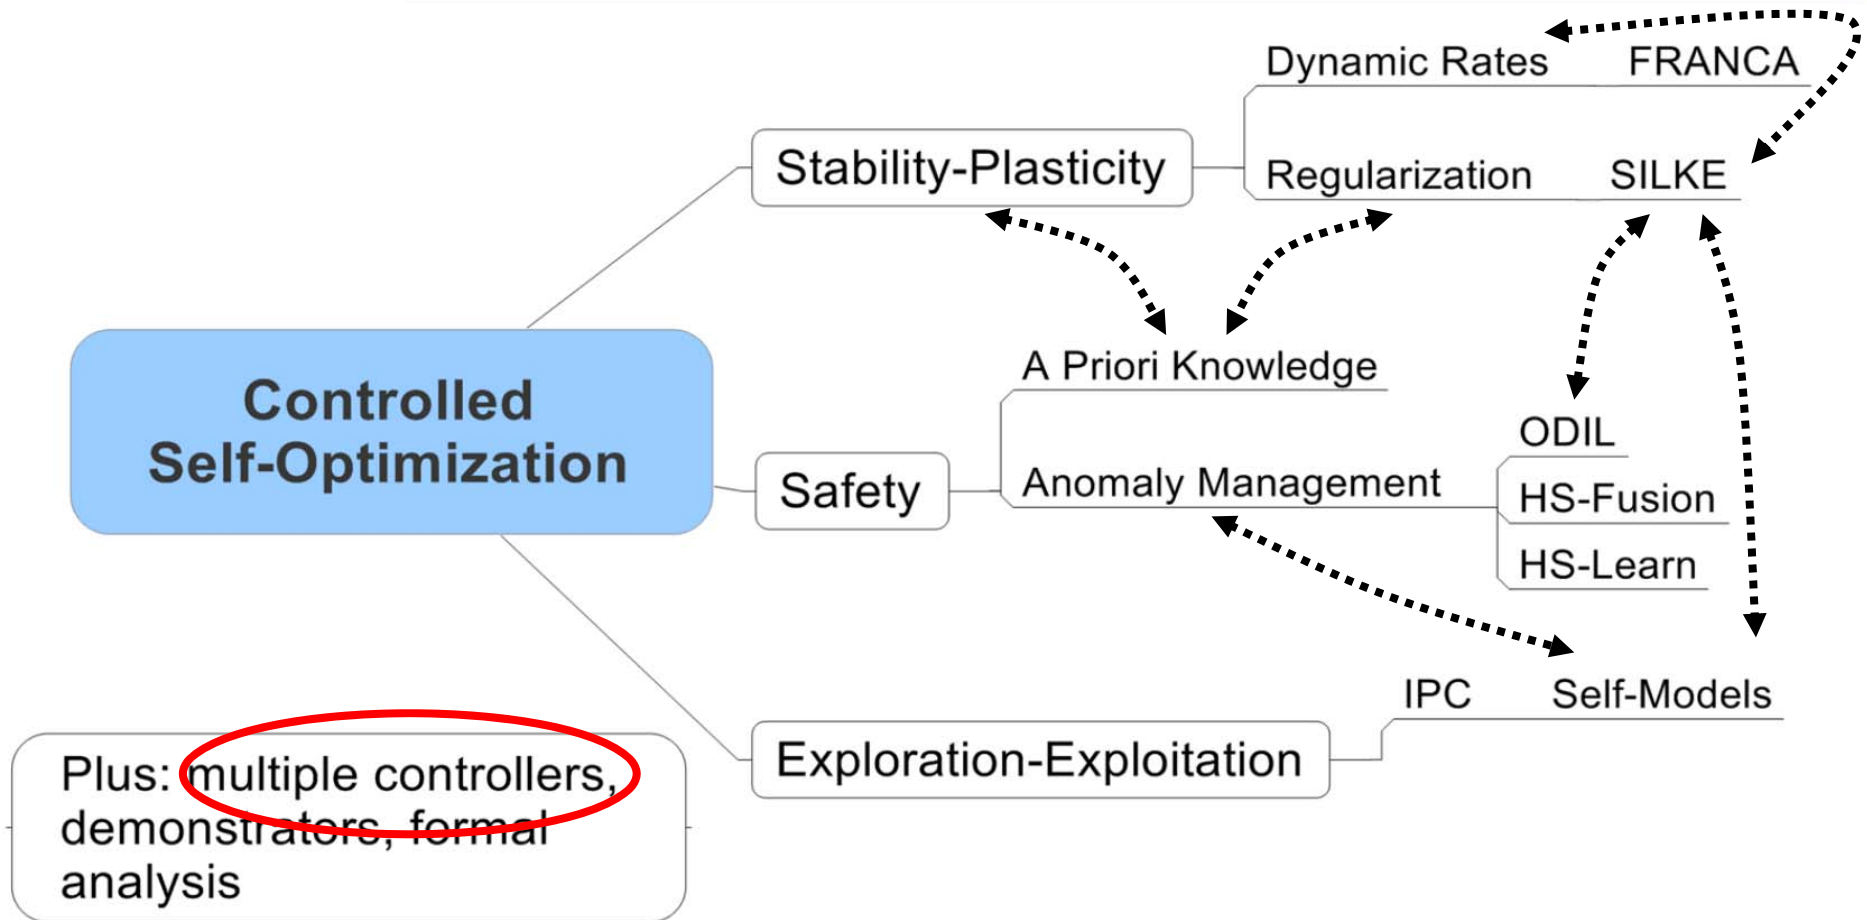 Dynamic Rates FRANCA
Stability-Plasticity
Regularization SILKE
A Priori Knowledge
Controlled
Self-Optimization
ODIL
Safety
Anomaly Management
HS-Fusion
HS-Learn
IPC Self-Models
Exploration-Exploitation
Plus: multiple controllers,
demonstrators, formal
analysis